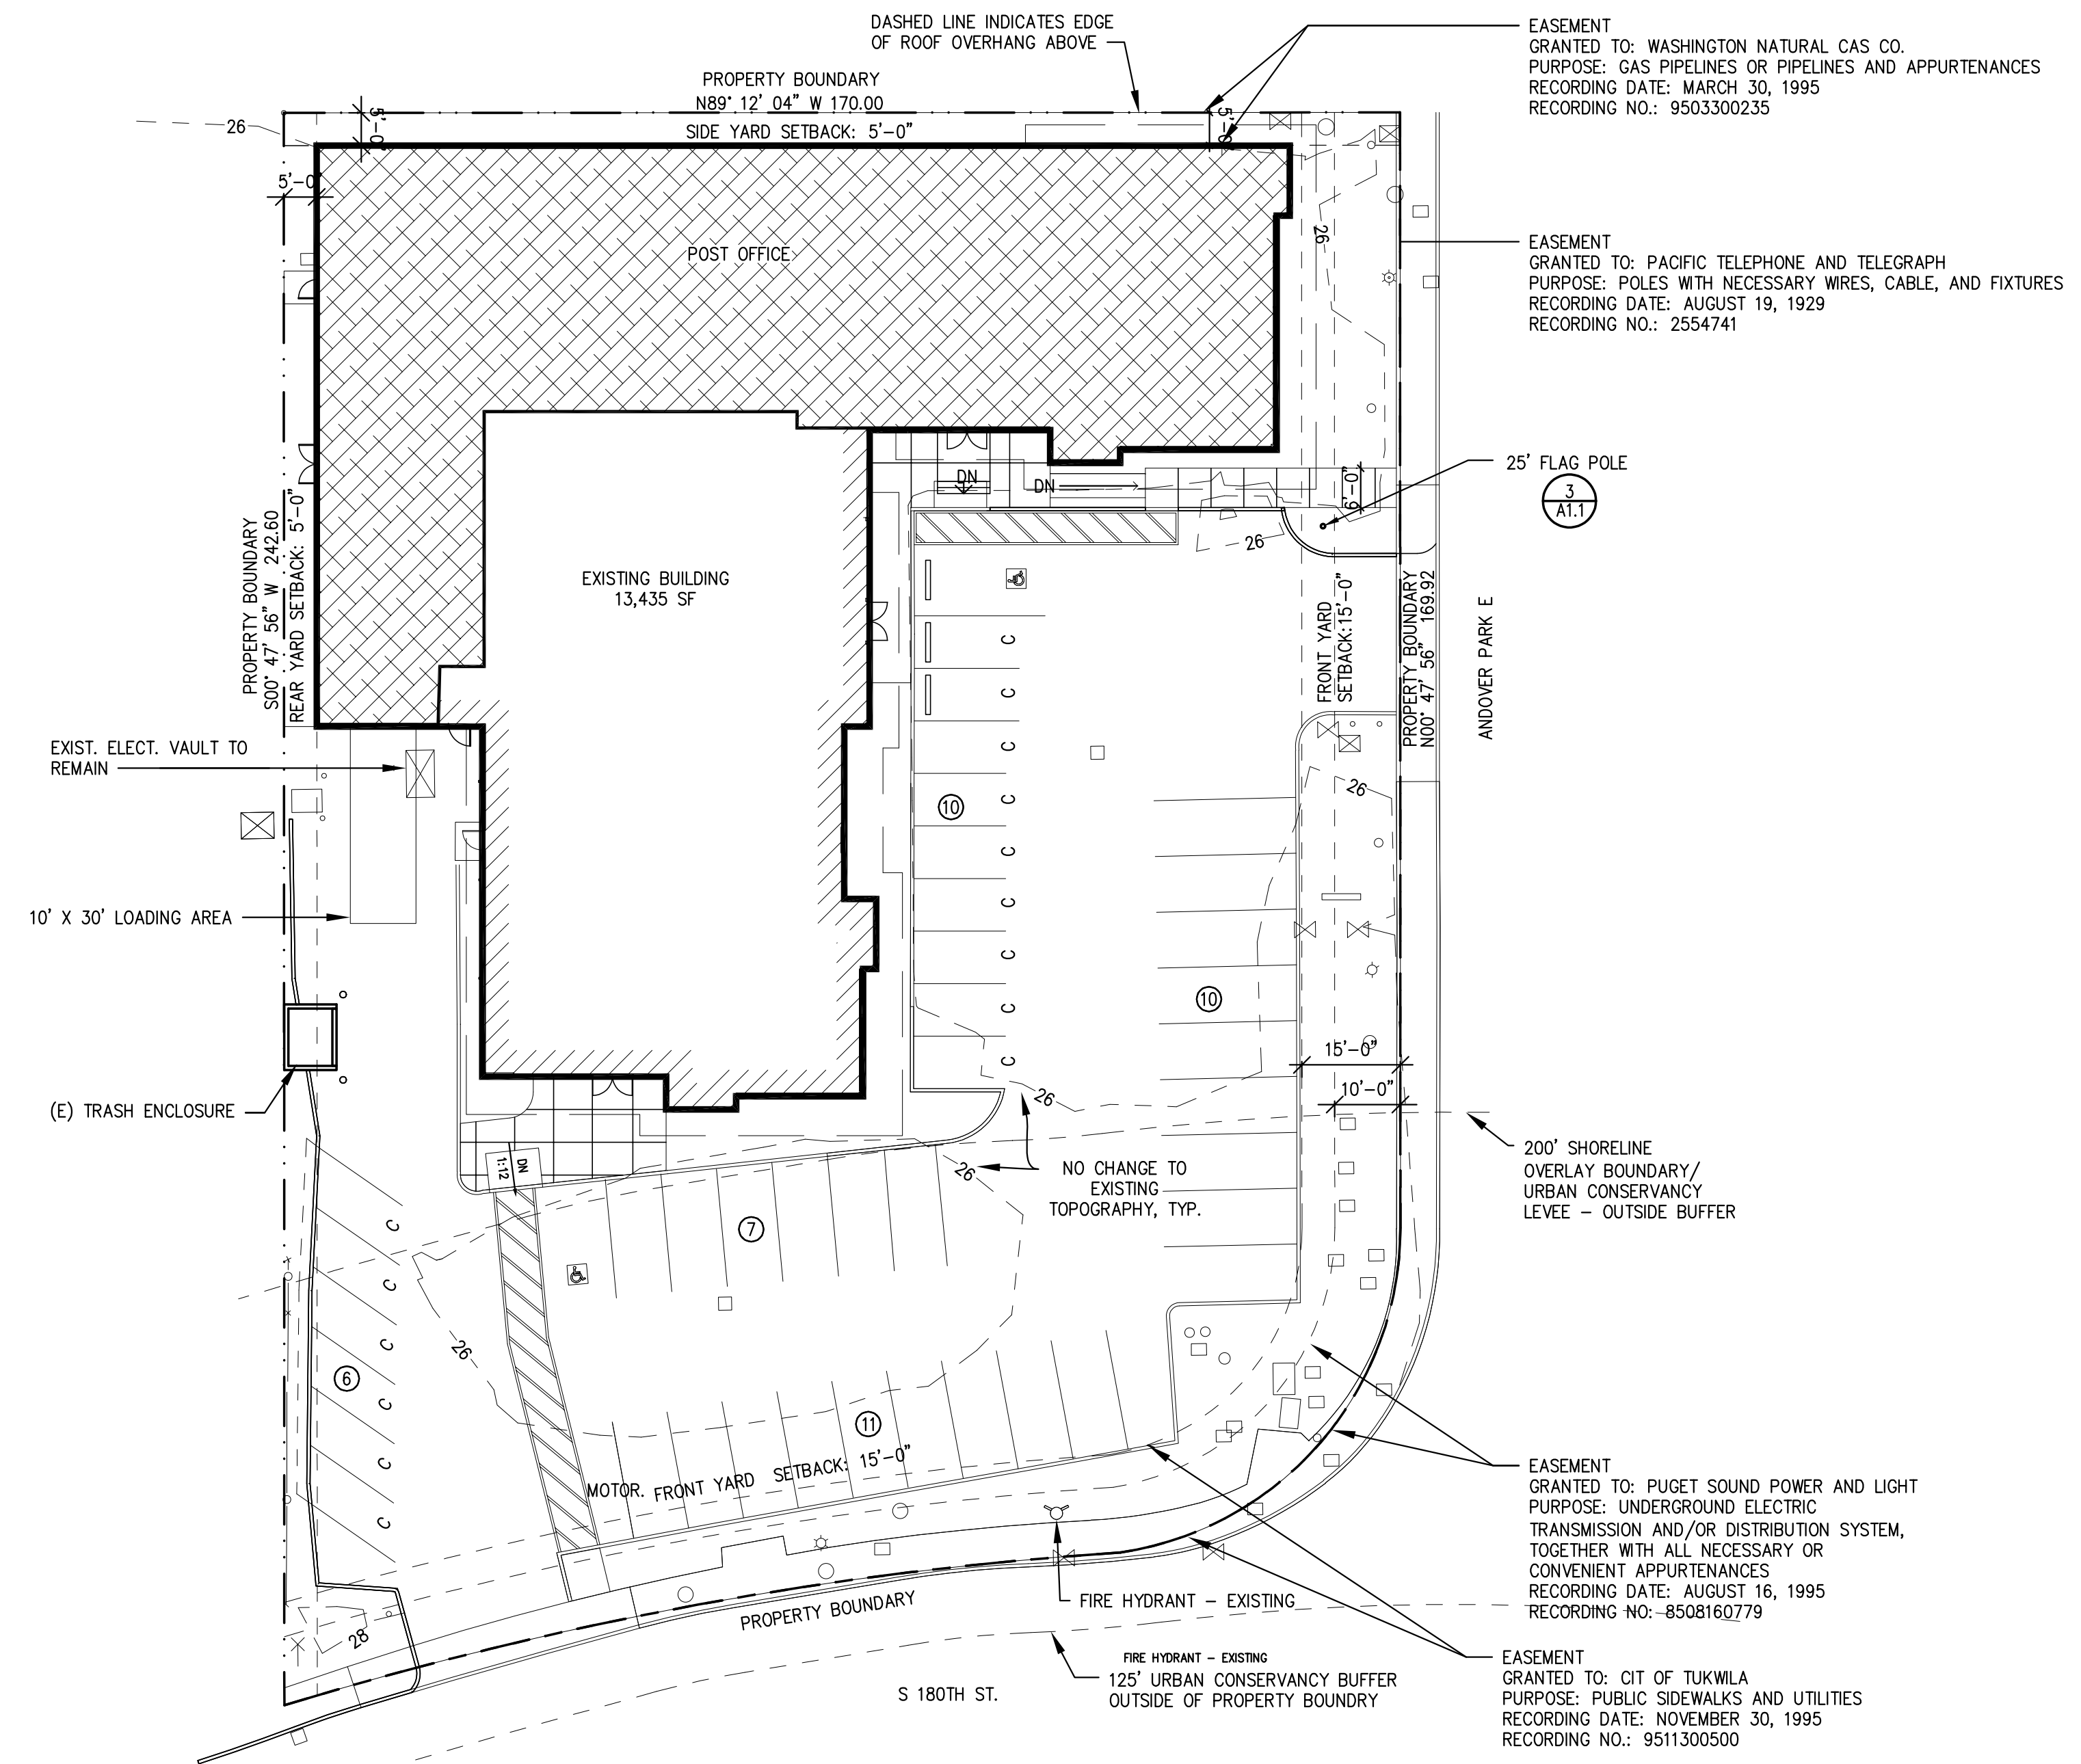 DASHED LINE INDICATES EDGE
OF ROOF OVERHANG ABOVE
EASEMENT
GRANTED TO: WASHINGTON NATURAL CAS CO.
PURPOSE: GAS PIPELINES OR PIPELINES AND APPURTENANCES
RECORDING DATE: MARCH 30, 1995
RECORDING NO.: 9503300235
PROPERTY BOUNDARY
N89° 12' 04" W 170.00
SIDE YARD SETBACK: 5'-0"
5'-0"
5'-0"
26
5'-0"
POST OFFICE
26
EASEMENT
GRANTED TO: PACIFIC TELEPHONE AND TELEGRAPH
PURPOSE: POLES WITH NECESSARY WIRES, CABLE, AND FIXTURES
RECORDING DATE: AUGUST 19, 1929
RECORDING NO.: 2554741
25' FLAG POLE
3
A1.1
DN
DN
6'-0"
26
PROPERTY BOUNDARY
S00° 47' 56" W 242.60
REAR YARD SETBACK: 5'-0"
EXISTING BUILDING
13,435 SF
FRONT YARD
SETBACK:15'-0"
PROPERTY BOUNDARY
N00° 47' 56" 169.92
ANDOVER PARK E
C
C
C
C
C
C
C
C
C
EXIST. ELECT. VAULT TO
REMAIN
26
10
10' X 30' LOADING AREA
10
15'-0"
10'-0"
26
(E) TRASH ENCLOSURE
200' SHORELINE
OVERLAY BOUNDARY/
URBAN CONSERVANCY
LEVEE - OUTSIDE BUFFER
DN
1:12
26
NO CHANGE TO
EXISTING
TOPOGRAPHY, TYP.
7
C
C
C
C
C
C
6
26
11
MOTOR. FRONT YARD SETBACK: 15'-0"
EASEMENT
GRANTED TO: PUGET SOUND POWER AND LIGHT
PURPOSE: UNDERGROUND ELECTRIC
TRANSMISSION AND/OR DISTRIBUTION SYSTEM,
TOGETHER WITH ALL NECESSARY OR
CONVENIENT APPURTENANCES
RECORDING DATE: AUGUST 16, 1995
RECORDING NO: 8508160779
28
PROPERTY BOUNDARY
FIRE HYDRANT - EXISTING
FIRE HYDRANT - EXISTING
125' URBAN CONSERVANCY BUFFER
OUTSIDE OF PROPERTY BOUNDRY
S 180TH ST.
EASEMENT
GRANTED TO: CIT OF TUKWILA
PURPOSE: PUBLIC SIDEWALKS AND UTILITIES
RECORDING DATE: NOVEMBER 30, 1995
RECORDING NO.: 9511300500